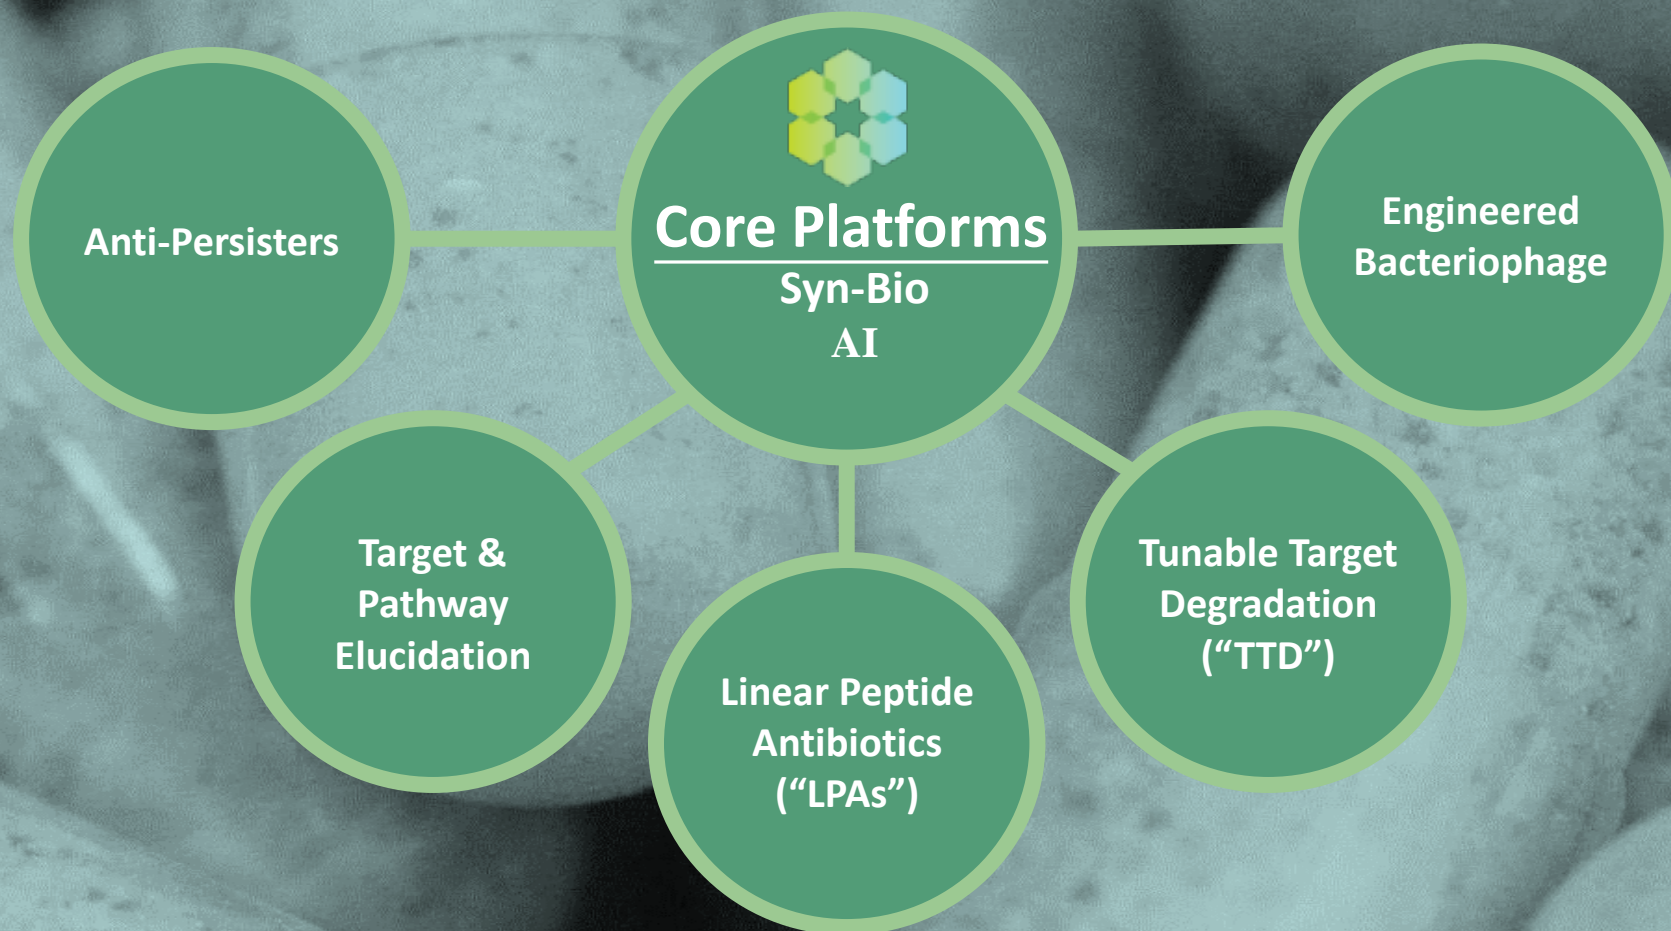 Core Platforms
Syn-Bio
AI
Anti-Persisters
Target &
Pathway
Elucidation
Linear Peptide
Antibiotics
(“LPAs”)
Tunable Target
Degradation
(“TTD”)
Engineered
Bacteriophage